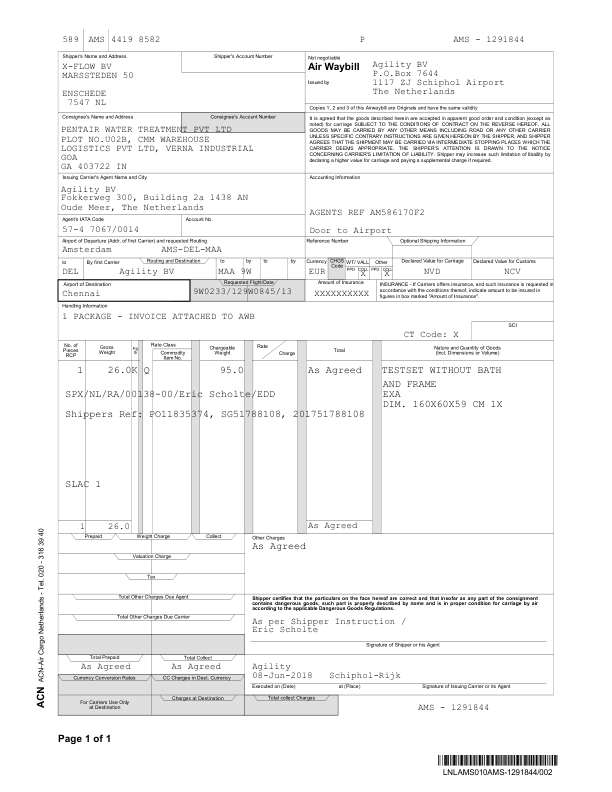 589 AMS 4419 8582 P AMS - 1291844
Shipper's Name and Address Shipper's Account Number
X-FLOW BV
MARSSTEDEN 50
ENSCHEDE
7547 NL
Not negotiable
Air Waybill
Issued by
Agility BV
P.O.Box 7644
1117 ZJ Schiphol Airport
The Netherlands
Copies 1, 2 and 3 of this Airwaybill are Originals and have the same validity
Consignee's Name and Address Consignee's Account Number
PENTAIR WATER TREATMENT PVT LTD
PLOT NO.U02B, CMM WAREHOUSE
LOGISTICS PVT LTD, VERNA INDUSTRIAL
GOA
GA 403722 IN
It is agreed that the goods described herein are accepted in apparent good order and condition (except as
noted) for carriage SUBJECT TO THE CONDITIONS OF CONTRACT ON THE REVERSE HEREOF. ALL
GOODS MAY BE CARRIED BY ANY OTHER MEANS INCLUDING ROAD OR ANY OTHER CARRIER
UNLESS SPECIFIC CONTRARY INSTRUCTIONS ARE GIVEN HEREON BY THE SHIPPER, AND SHIPPER
AGREES THAT THE SHIPMENT MAY BE CARRIED VIA INTERMEDIATE STOPPING PLACES WHICH THE
CARRIER DEEMS APPROPRIATE. THE SHIPPER'S ATTENTION IS DRAWN TO THE NOTICE
CONCERNING CARRIER'S LIMITATION OF LIABILITY. Shipper may increase such limitation of liability by
declaring a higher value for carriage and paying a supplemental charge if required.
Issuing Carrier's Agent Name and City
Agility BV
Fokkerweg 300, Building 2a 1438 AN
Oude Meer, The Netherlands
Accounting Information
AGENTS REF AM586170F2
Door to Airport
Agent's IATA Code Account No.
57-4 7067/0014
Airport of Departure (Addr. of first Carrier) and requested Routing
Amsterdam AMS-DEL-MAA
Reference Number Optional Shipping Information
to By first Carrier Routing and Destination to by to by
DEL Agility BV MAA 9W
Currency CHGS Code WT/VALL Other Declared Value for Carriage Declared Value for Customs
PPD COLL PPD COLL
EUR X X NVD NCV
Airport of Destination Requested Flight/Date
Chennai 9W0233/129W0845/13
Amount of Insurance
XXXXXXXXXX
INSURANCE - If Carriers offers insurance, and such insurance is requested in
accordance with the conditions thereof, indicate amount to be insured in
figures in box marked "Amount of Insurance".
Handling Information
1 PACKAGE - INVOICE ATTACHED TO AWB
CT Code: X
SCI
No. of Pieces RCP Gross Weight Rate Class Commodity Item No. Chargeable Weight Rate Charge Total Nature and Quantity of Goods (Incl. Dimensions or Volume)
1 26.0K Q 95.0 As Agreed TESTSET WITHOUT BATH
AND FRAME
SPX/NL/RA/00138-00/Eric Scholte/EDD EXA
DIM. 160X60X59 CM 1X
Shippers Ref: PO11835374, SG51788108, 201751788108
SLAC 1
1 26.0 As Agreed
Prepaid Weight Charge Collect
Other Charges
As Agreed
Valuation Charge
Tax
Total Other Charges Due Agent
Shipper certifies that the particulars on the face hereof are correct and that insofar as any part of the consignment
contains dangerous goods, such part is properly described by name and is in proper condition for carriage by air
according to the applicable Dangerous Goods Regulations.
Total Other Charges Due Carrier
As per Shipper Instruction /
Eric Scholte
Signature of Shipper or his Agent
Total Prepaid Total Collect
As Agreed As Agreed
Agility
08-Jun-2018 Schiphol-Rijk
Currency Conversion Rates CC Charges in Dest. Currency
Executed on (Date) at (Place) Signature of Issuing Carrier or its Agent
For Carriers Use Only
at Destination
Charges at Destination Total collect Charges
AMS - 1291844
ACN ACN-Air Cargo Netherlands - Tel. 020 - 316 39 40
Page 1 of 1
LNLAMS010AMS-1291844/002